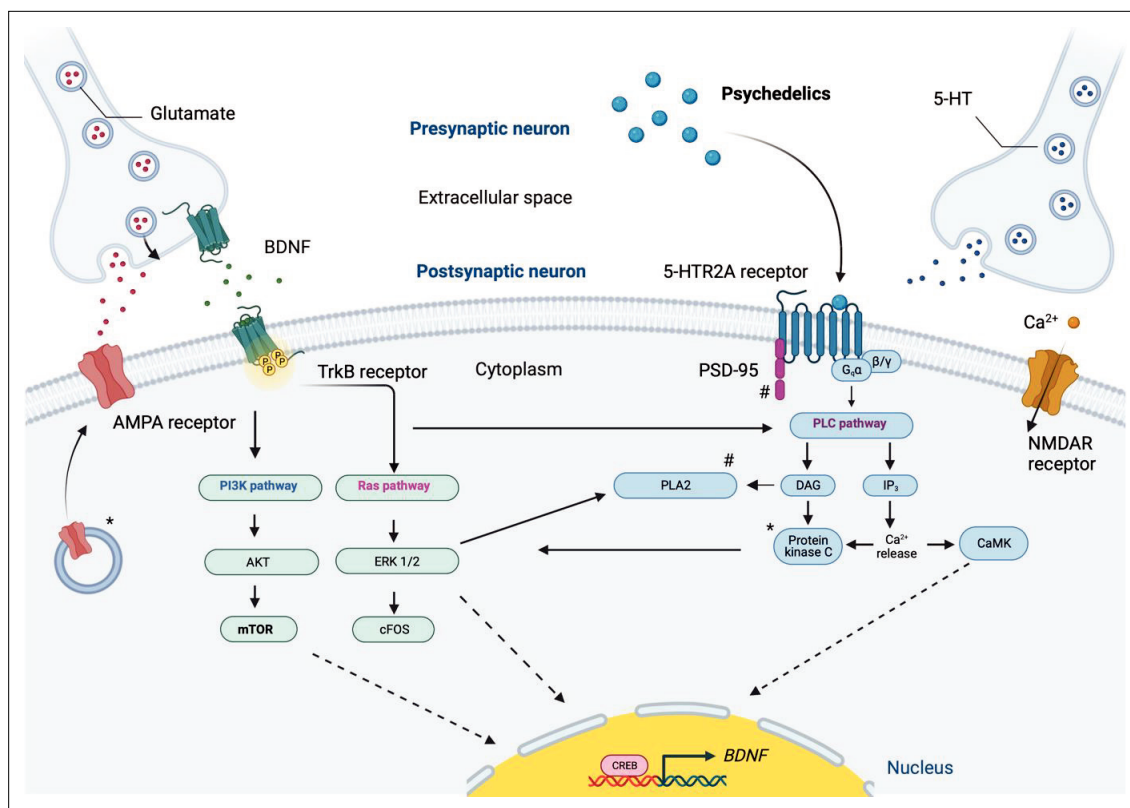 Glutamate
Psychedelics
5-HT
Presynaptic neuron
Extracellular space
BDNF
Postsynaptic neuron
5-HTR2A receptor
Ca²⁺
P
P
P
P
TrkB receptor
Cytoplasm
PSD-95
#
Gqα
β/γ
AMPA receptor
NMDAR
receptor
PLC pathway
*
PI3K pathway
Ras pathway
PLA2
#
DAG
IP₃
AKT
ERK 1/2
*
Protein
kinase C
Ca²⁺
release
CaMK
mTOR
cFOS
CREB
BDNF
Nucleus